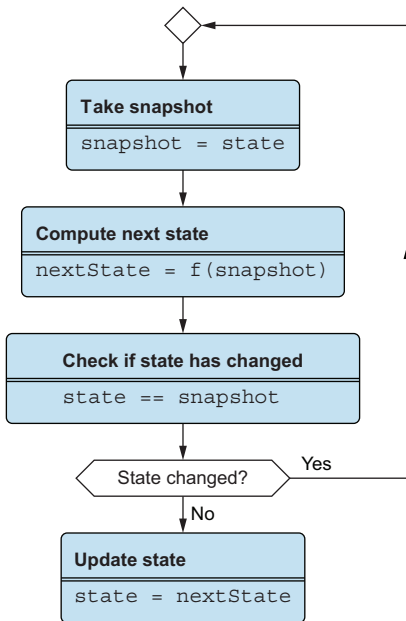 Take snapshot
snapshot = state
Compute next state
nextState = f(snapshot)
Check if state has changed
state == snapshot
State changed?
Yes
No
Update state
state = nextState